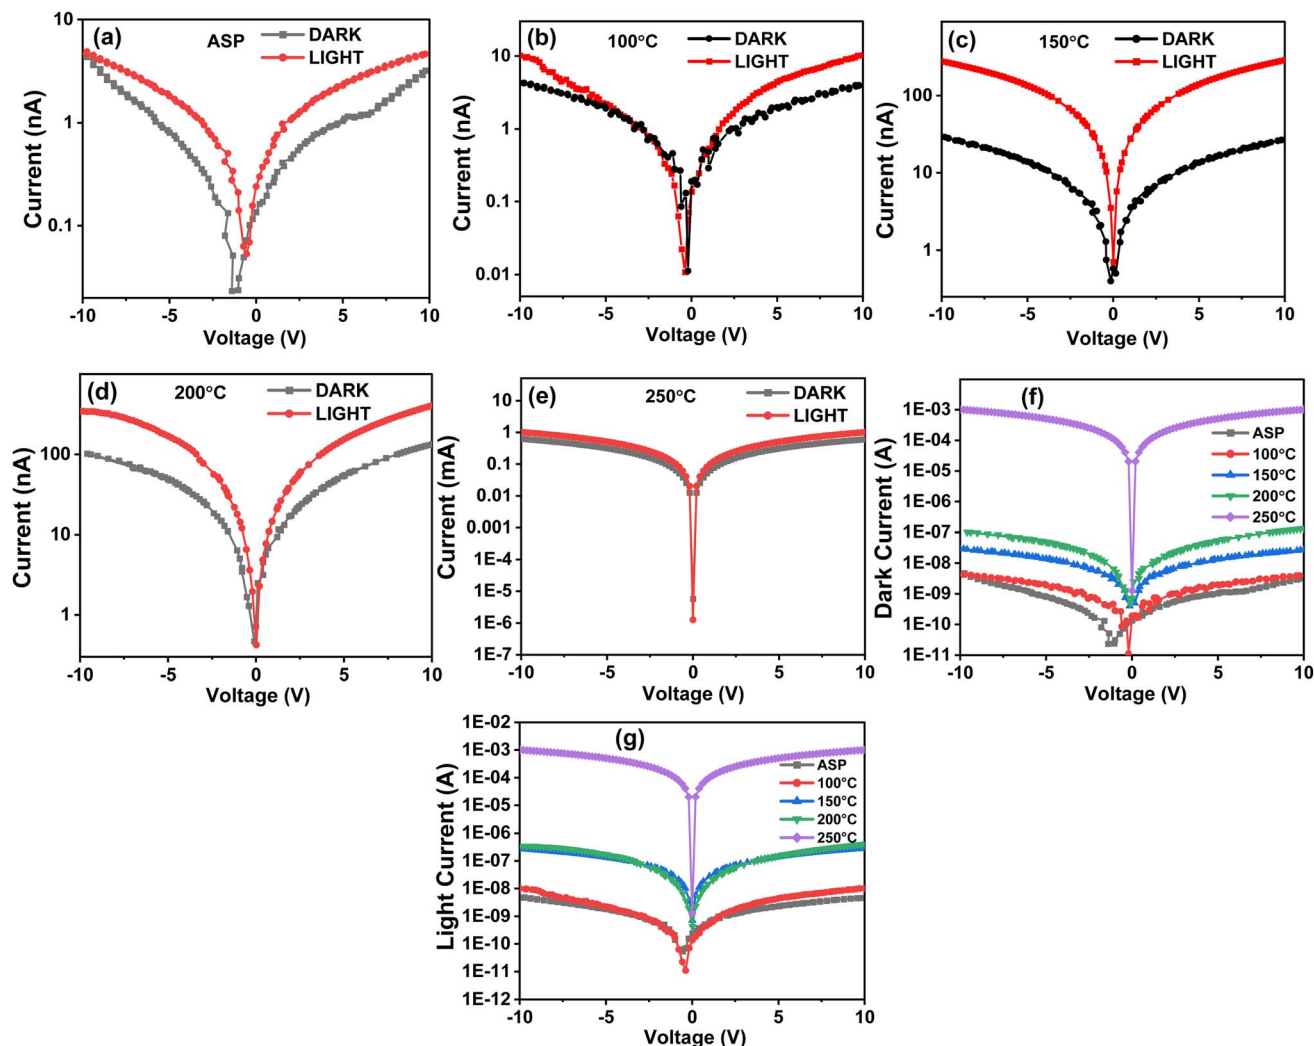 (a)
ASP
DARK
LIGHT
10
1
0.1
Current (nA)
-10
-5
0
5
10
Voltage (V)
(b)
100°C
DARK
LIGHT
10
1
0.1
0.01
Current (nA)
-10
-5
0
5
10
Voltage (V)
(c)
150°C
DARK
LIGHT
100
10
1
Current (nA)
-10
-5
0
5
10
Voltage (V)
(d)
200°C
DARK
LIGHT
100
10
1
Current (nA)
-10
-5
0
5
10
Voltage (V)
(e)
250°C
DARK
LIGHT
10
1
0.1
0.01
0.001
1E-4
1E-5
1E-6
1E-7
Current (mA)
-10
-5
0
5
10
Voltage (V)
(f)
1E-03
1E-04
1E-05
1E-06
1E-07
1E-08
1E-09
1E-10
1E-11
Dark Current (A)
ASP
100°C
150°C
200°C
250°C
-10
-5
0
5
10
Voltage (V)
(g)
1E-02
1E-03
1E-04
1E-05
1E-06
1E-07
1E-08
1E-09
1E-10
1E-11
1E-12
Light Current (A)
ASP
100°C
150°C
200°C
250°C
-10
-5
0
5
10
Voltage (V)